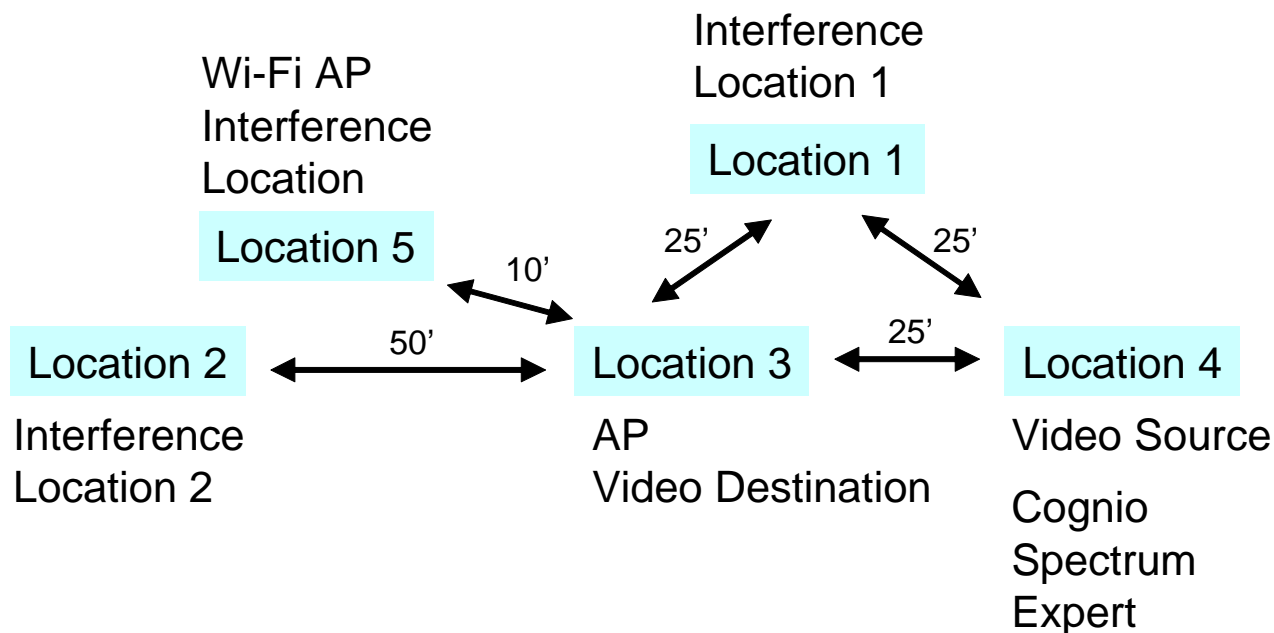 Interference
Location 1
Wi-Fi AP
Interference
Location
Location 1
Location 5
25’
25’
10’
50’
25’
Location 2
Location 3
Location 4
Interference
Location 2
AP
Video Destination
Video Source
Cognio
Spectrum
Expert